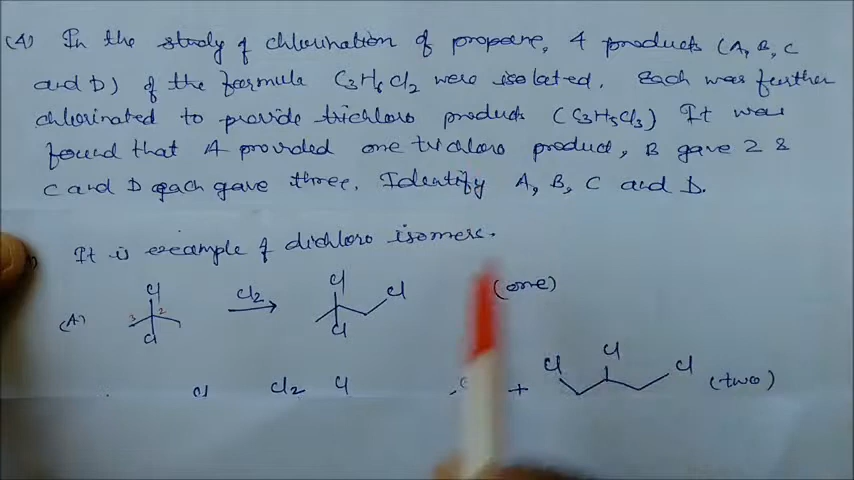 (4) In the study of chlorination of propane, 4 products (A, B, C
and D) of the formula C3H6Cl2 were isolated. Each was further
chlorinated to provide trichloro products (C3H5Cl3) It was
found that A provided one trichloro product, B gave 2 &
C and D each gave three. Identify A, B, C and D.
It is example of dichloro isomers.
Cl
Cl Cl
(A) 3 2 Cl2 (one)
Cl Cl
Cl Cl Cl
Cl Cl2 Cl + (two)